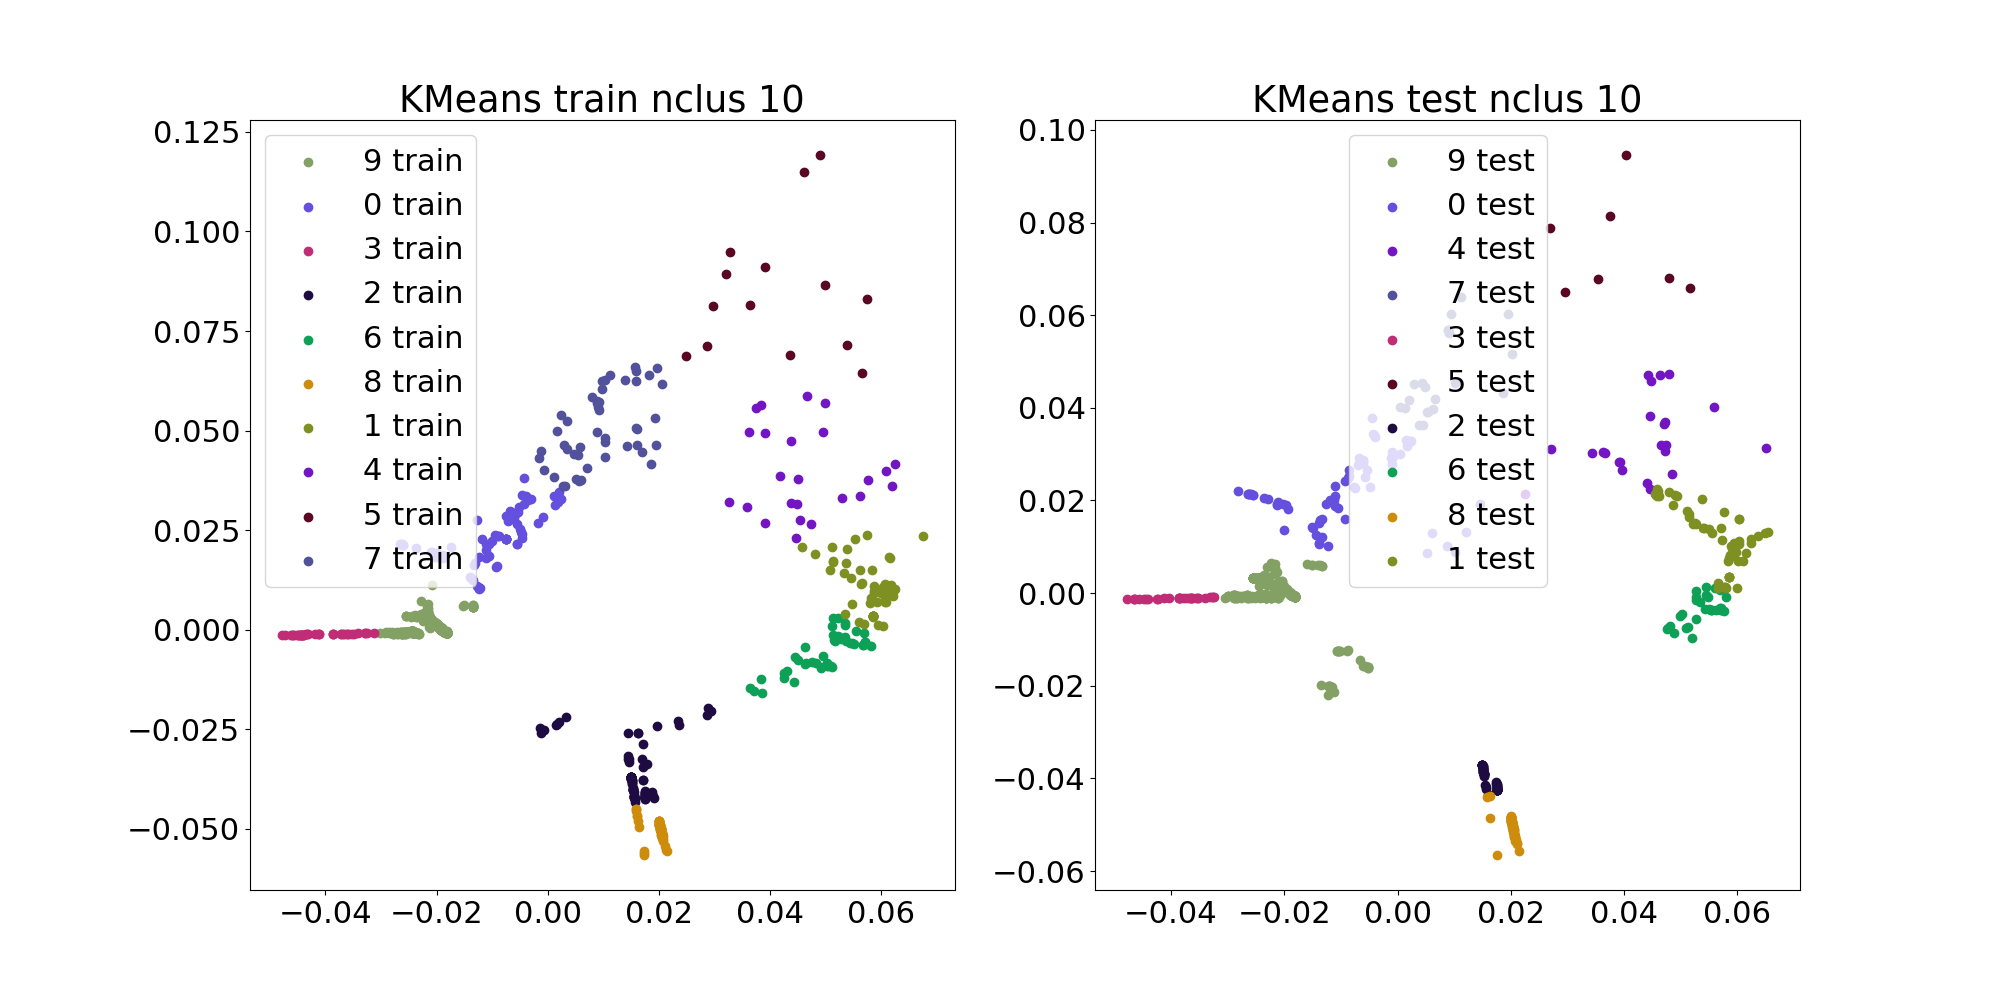 KMeans train nclus 10
0.125
0.100
0.075
0.050
0.025
0.000
−0.025
−0.050
−0.04 −0.02 0.00 0.02 0.04 0.06
9 train
0 train
3 train
2 train
6 train
8 train
1 train
4 train
5 train
7 train
KMeans test nclus 10
0.10
0.08
0.06
0.04
0.02
0.00
−0.02
−0.04
−0.06
−0.04 −0.02 0.00 0.02 0.04 0.06
9 test
0 test
4 test
7 test
3 test
5 test
2 test
6 test
8 test
1 test